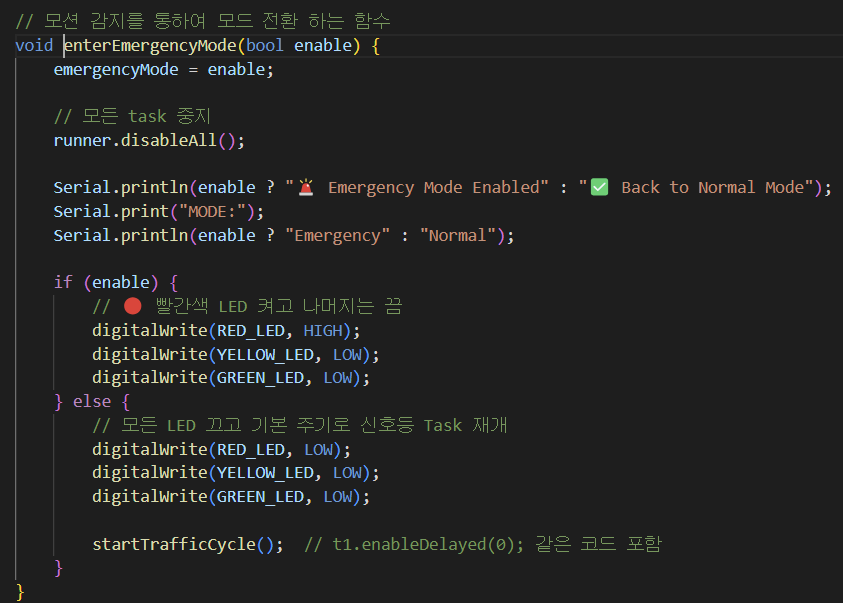 // 모션 감지를 통하여 모드 전환 하는 함수
void enterEmergencyMode(bool enable) {
    emergencyMode = enable;

    // 모든 task 중지
    runner.disableAll();

    Serial.println(enable ? "🚨 Emergency Mode Enabled" : "✅ Back to Normal Mode");
    Serial.print("MODE:");
    Serial.println(enable ? "Emergency" : "Normal");

    if (enable) {
        // 🔴 빨간색 LED 켜고 나머지는 끔
        digitalWrite(RED_LED, HIGH);
        digitalWrite(YELLOW_LED, LOW);
        digitalWrite(GREEN_LED, LOW);
    } else {
        // 모든 LED 끄고 기본 주기로 신호등 Task 재개
        digitalWrite(RED_LED, LOW);
        digitalWrite(YELLOW_LED, LOW);
        digitalWrite(GREEN_LED, LOW);

        startTrafficCycle();  // t1.enableDelayed(0); 같은 코드 포함
    }
}